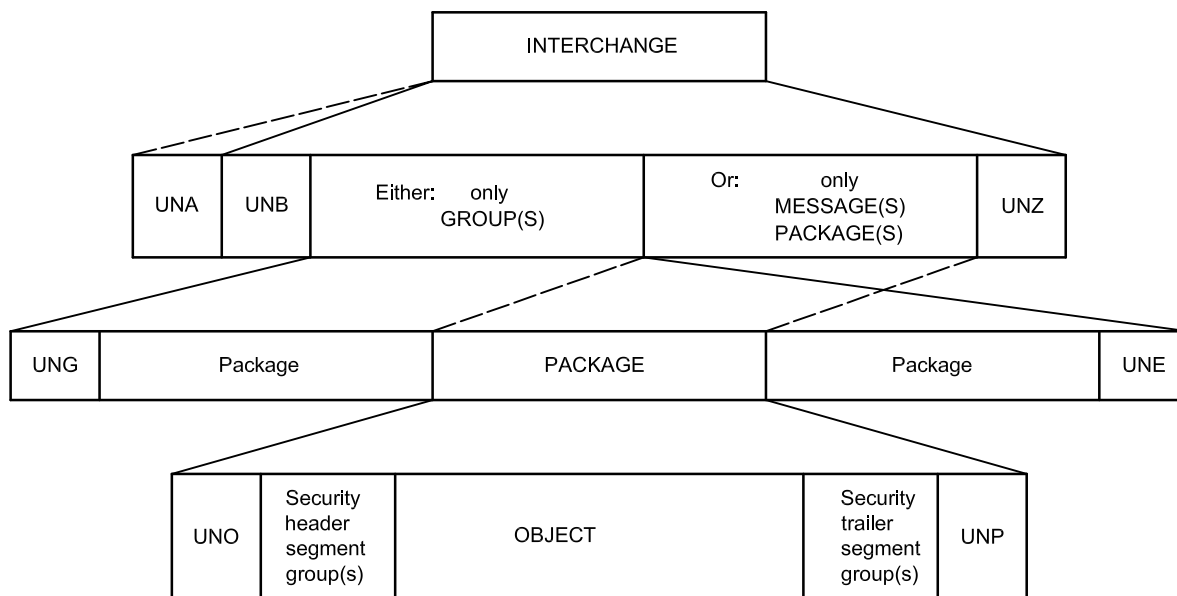 INTERCHANGE
UNA
UNB
Either: only
GROUP(S)
Or: only
MESSAGE(S)
PACKAGE(S)
UNZ
UNG
Package
PACKAGE
Package
UNE
UNO
Security
header
segment
group(s)
OBJECT
Security
trailer
segment
group(s)
UNP